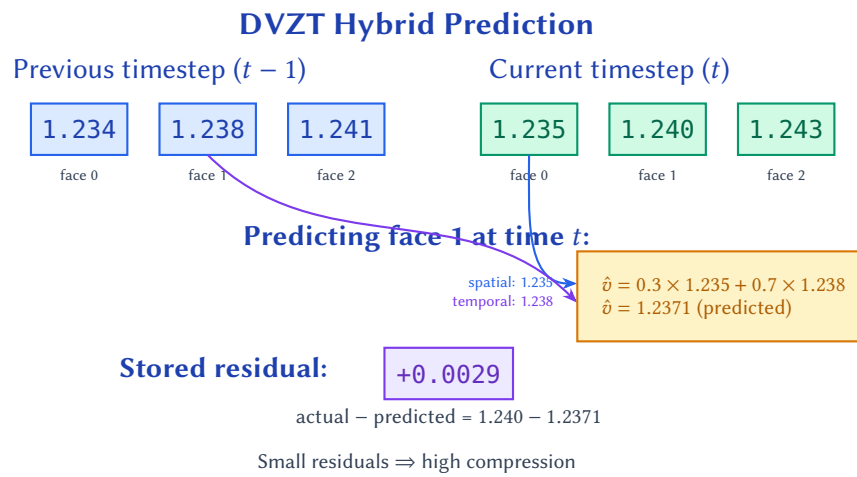 DVZT Hybrid Prediction
Previous timestep (t − 1)
Current timestep (t)
1.234 1.238 1.241
1.235 1.240 1.243
face 0 face 1 face 2
face 0 face 1 face 2
Predicting face 1 at time t:
spatial: 1.235
temporal: 1.238
v̂ = 0.3 × 1.235 + 0.7 × 1.238
v̂ = 1.2371 (predicted)
Stored residual:
+0.0029
actual − predicted = 1.240 − 1.2371
Small residuals ⇒ high compression